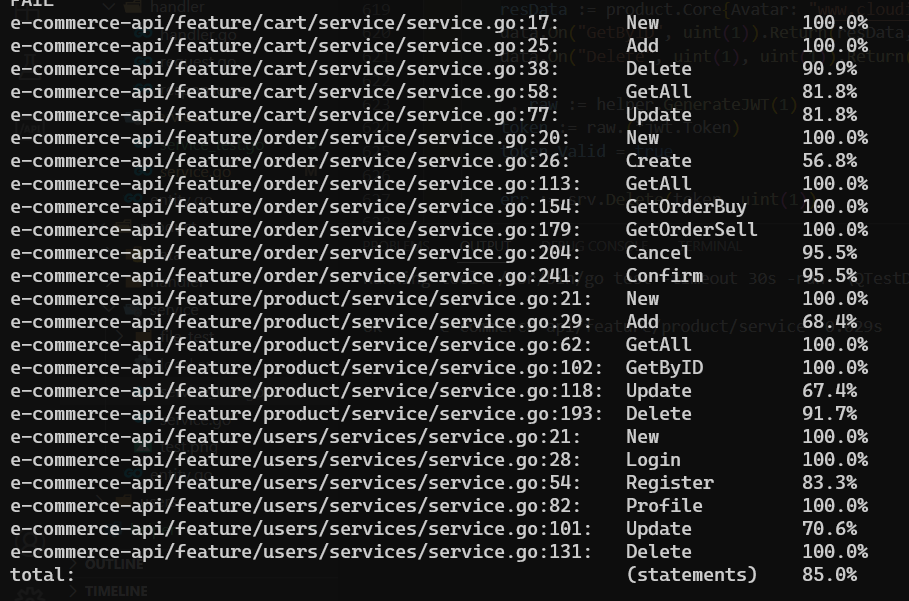 FAIL
e-commerce-api/feature/cart/service/service.go:17: New 100.0%
e-commerce-api/feature/cart/service/service.go:25: Add 100.0%
e-commerce-api/feature/cart/service/service.go:38: Delete 90.9%
e-commerce-api/feature/cart/service/service.go:58: GetAll 81.8%
e-commerce-api/feature/cart/service/service.go:77: Update 81.8%
e-commerce-api/feature/order/service/service.go:20: New 100.0%
e-commerce-api/feature/order/service/service.go:26: Create 56.8%
e-commerce-api/feature/order/service/service.go:113: GetAll 100.0%
e-commerce-api/feature/order/service/service.go:154: GetOrderBuy 100.0%
e-commerce-api/feature/order/service/service.go:179: GetOrderSell 100.0%
e-commerce-api/feature/order/service/service.go:204: Cancel 95.5%
e-commerce-api/feature/order/service/service.go:241: Confirm 95.5%
e-commerce-api/feature/product/service/service.go:21: New 100.0%
e-commerce-api/feature/product/service/service.go:29: Add 68.4%
e-commerce-api/feature/product/service/service.go:62: GetAll 100.0%
e-commerce-api/feature/product/service/service.go:102: GetByID 100.0%
e-commerce-api/feature/product/service/service.go:118: Update 67.4%
e-commerce-api/feature/product/service/service.go:193: Delete 91.7%
e-commerce-api/feature/users/services/service.go:21: New 100.0%
e-commerce-api/feature/users/services/service.go:28: Login 100.0%
e-commerce-api/feature/users/services/service.go:54: Register 83.3%
e-commerce-api/feature/users/services/service.go:82: Profile 100.0%
e-commerce-api/feature/users/services/service.go:101: Update 70.6%
e-commerce-api/feature/users/services/service.go:131: Delete 100.0%
total: (statements) 85.0%
OUTLINE
TIMELINE